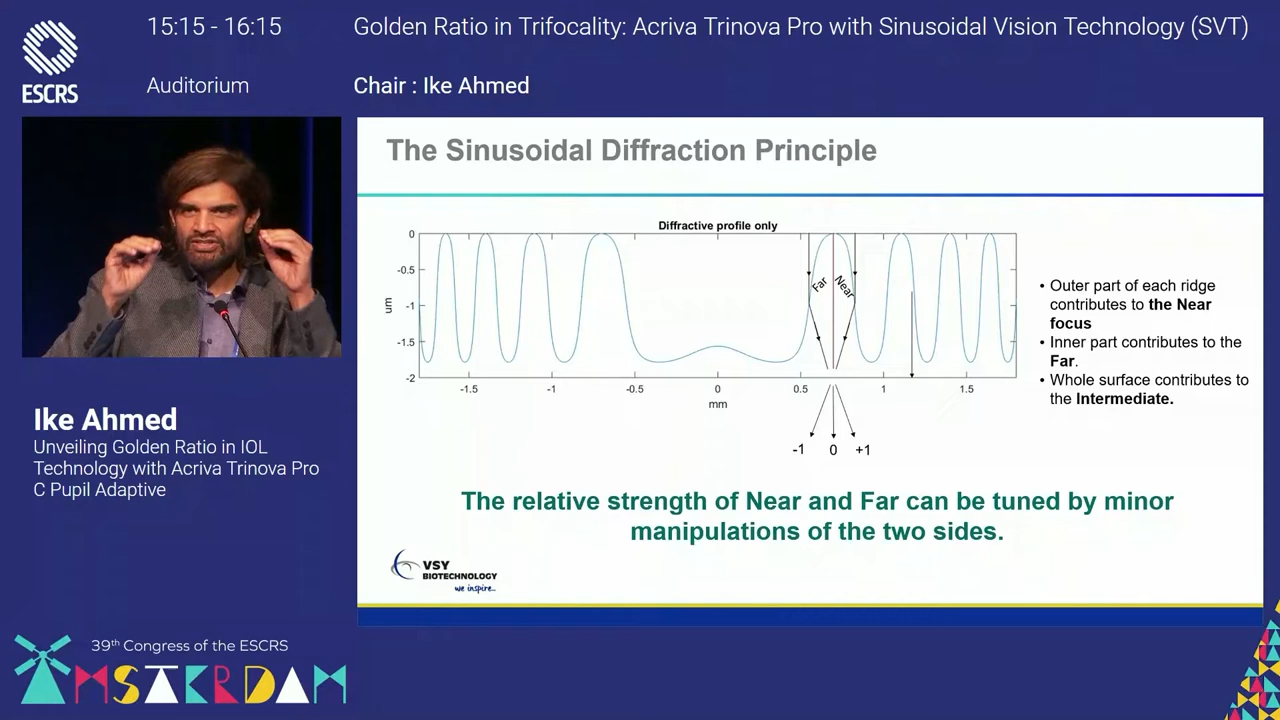 15:15 - 16:15
Golden Ratio in Trifocality: Acriva Trinova Pro with Sinusoidal Vision Technology (SVT)
ESCRS
Auditorium
Chair : Ike Ahmed
The Sinusoidal Diffraction Principle
Diffractive profile only
0
-0.5
-1
-1.5
-2
um
-1.5
-1
-0.5
0
0.5
1
1.5
mm
Far
Near
-1
0
+1
• Outer part of each ridge
contributes to the Near
focus
• Inner part contributes to the
Far.
• Whole surface contributes to
the Intermediate.
The relative strength of Near and Far can be tuned by minor
manipulations of the two sides.
VSY
BIOTECHNOLOGY
we inspire...
Ike Ahmed
Unveiling Golden Ratio in IOL
Technology with Acriva Trinova Pro
C Pupil Adaptive
39th Congress of the ESCRS
AMSTERDAM